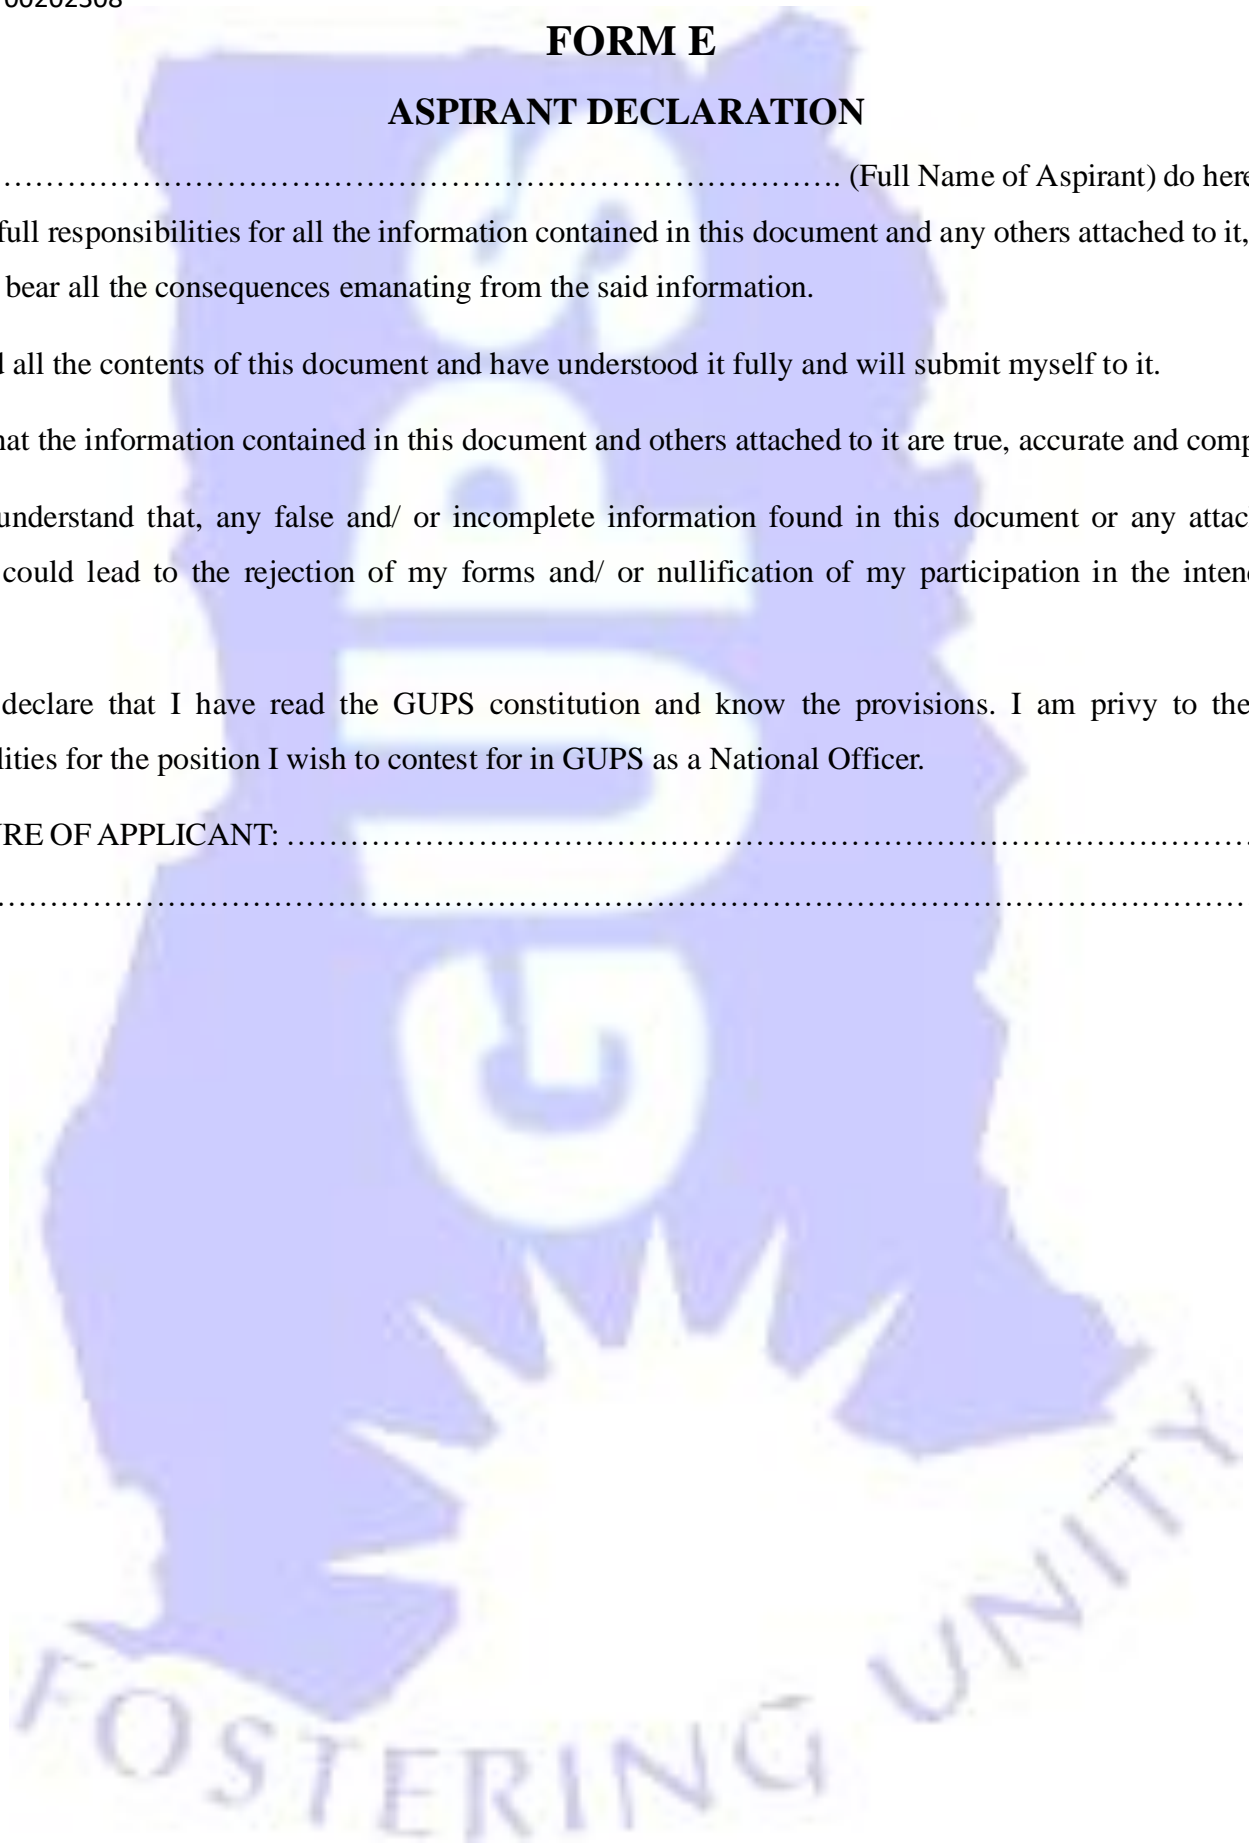 00202308
FORM E
ASPIRANT DECLARATION
…………………………………………………………………………. (Full Name of Aspirant) do here
full responsibilities for all the information contained in this document and any others attached to it,
bear all the consequences emanating from the said information.
all the contents of this document and have understood it fully and will submit myself to it.
the information contained in this document and others attached to it are true, accurate and comp
understand that, any false and/ or incomplete information found in this document or any attac
could lead to the rejection of my forms and/ or nullification of my participation in the inten
declare that I have read the GUPS constitution and know the provisions. I am privy to the
lities for the position I wish to contest for in GUPS as a National Officer.
RE OF APPLICANT: …………………………………………………………………………………
……………………………………………………………………………………………………………
GUPS
FOSTERING UNITY